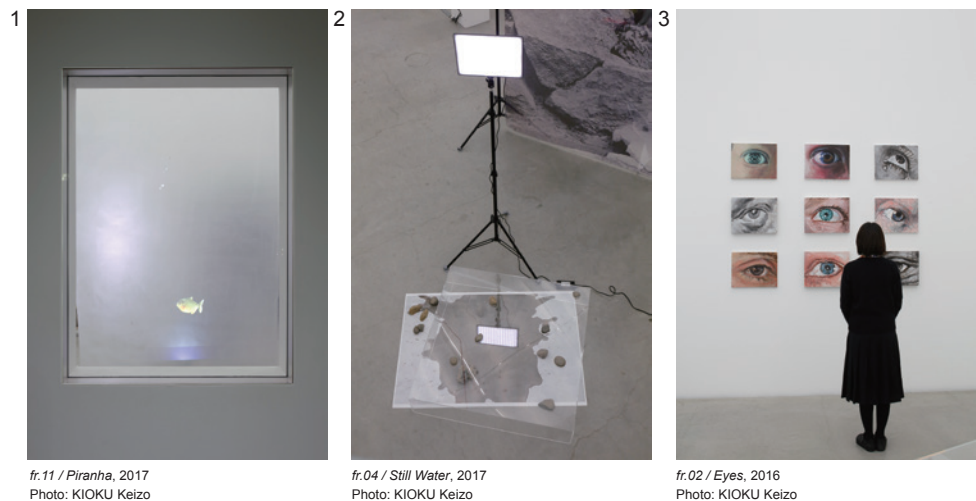 1
2
3
fr.11 / Piranha, 2017
Photo: KIOKU Keizo
fr.04 / Still Water, 2017
Photo: KIOKU Keizo
fr.02 / Eyes, 2016
Photo: KIOKU Keizo